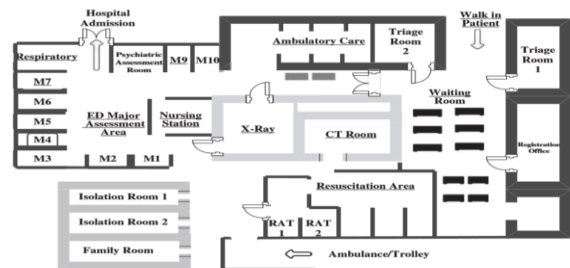 Hospital
Admission
Walk in
Patient
Respiratory
Psychiatric
Assessment
Room
M9
M10
Ambulatory Care
Triage
Room
2
Triage
Room
1
M7
M6
M5
M4
M3
M2
M1
ED Major
Assessment
Area
Nursing
Station
X-Ray
CT Room
Waiting
Room
Registration
Office
Resuscitation Area
RAT
1
RAT
2
Isolation Room 1
Isolation Room 2
Family Room
Ambulance/Trolley